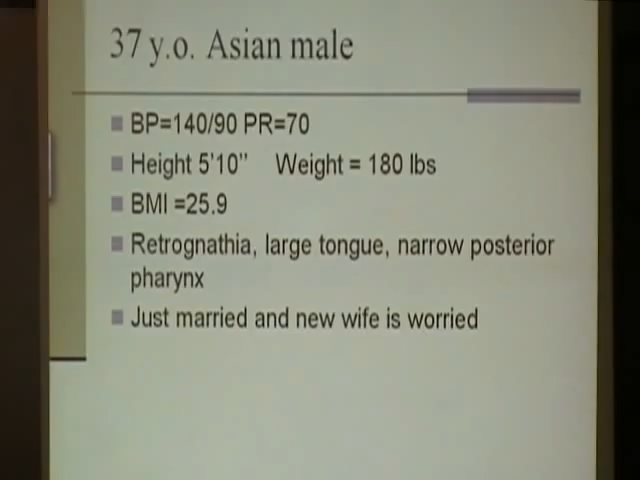 37 y.o. Asian male
BP=140/90 PR=70
Height 5'10" Weight = 180 lbs
BMI =25.9
Retrognathia, large tongue, narrow posterior
pharynx
Just married and new wife is worried